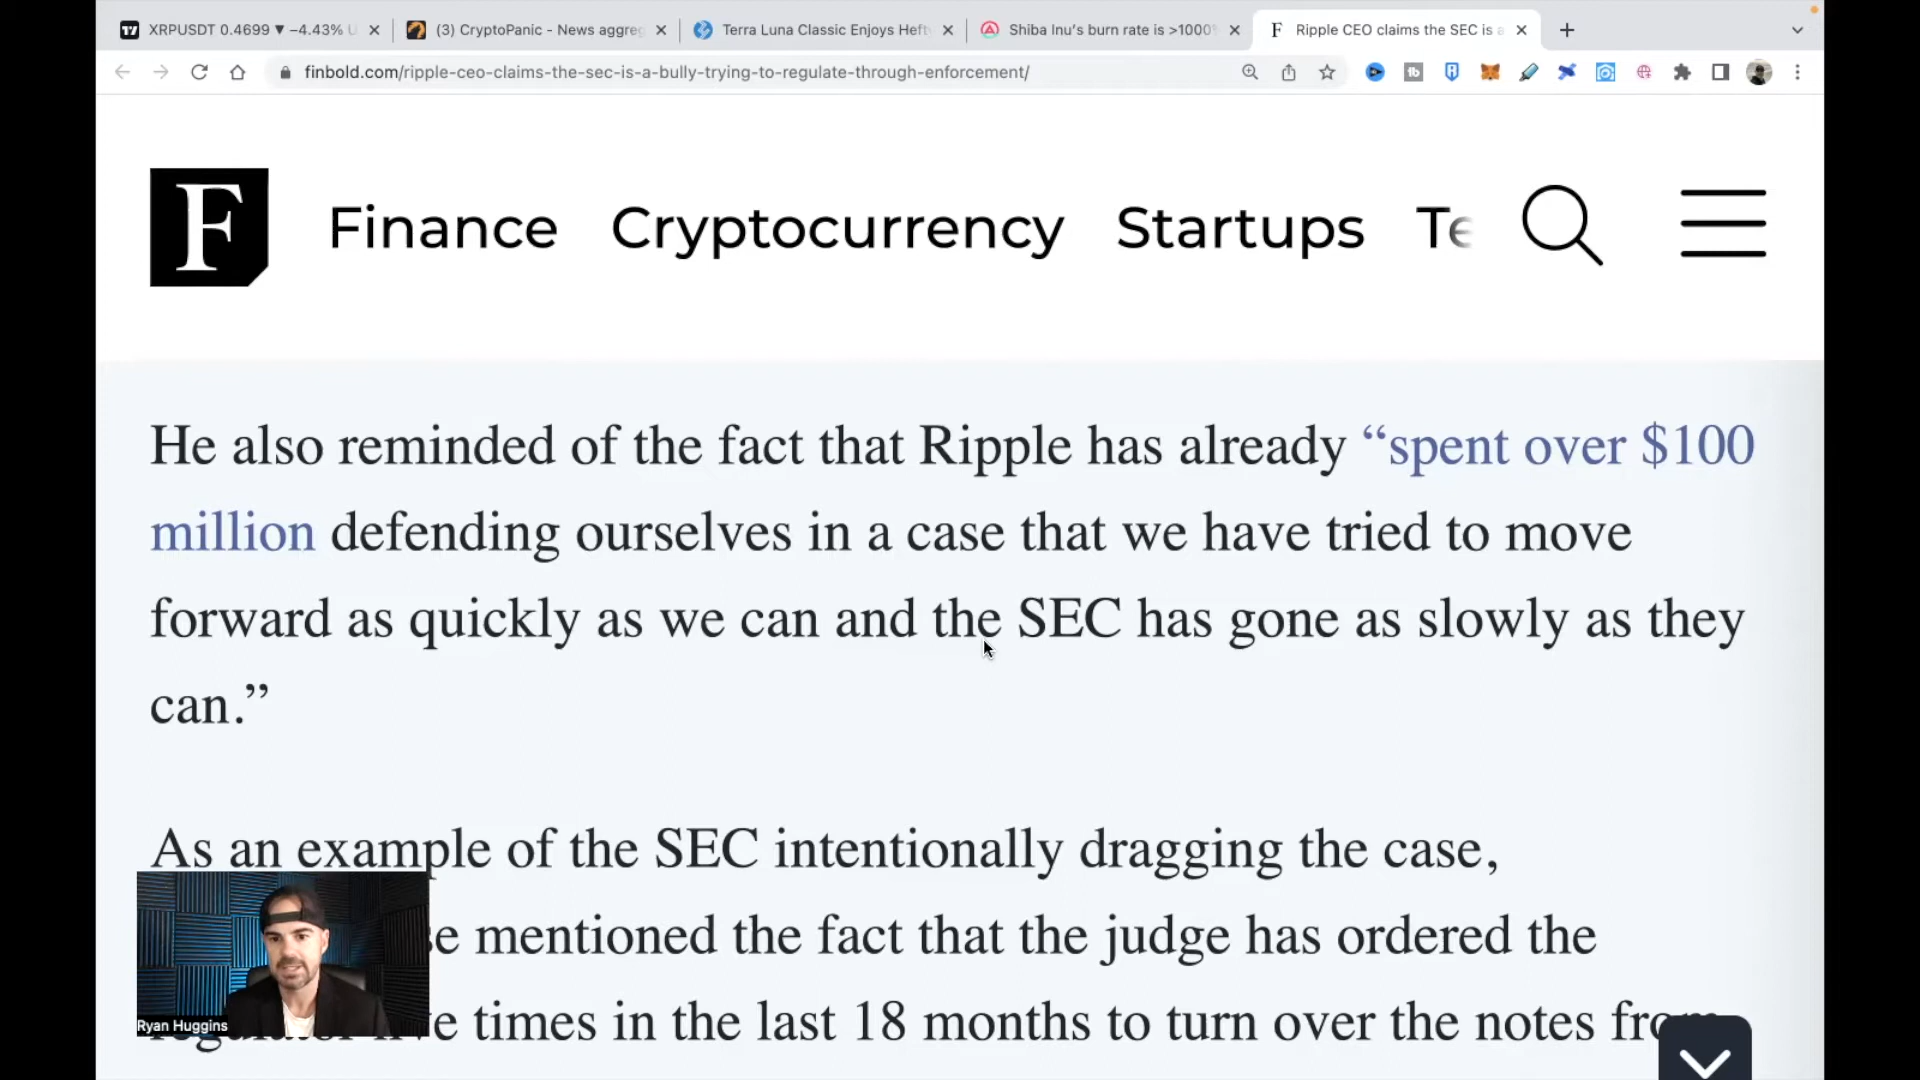 XRPUSDT 0.4699 ▼ −4.43% U
(3) CryptoPanic - News aggreg
Terra Luna Classic Enjoys Heft
Shiba Inu's burn rate is >1000%
Ripple CEO claims the SEC is a
finbold.com/ripple-ceo-claims-the-sec-is-a-bully-trying-to-regulate-through-enforcement/
F Finance Cryptocurrency Startups Te
He also reminded of the fact that Ripple has already “spent over $100
million defending ourselves in a case that we have tried to move
forward as quickly as we can and the SEC has gone as slowly as they
can.”
As an example of the SEC intentionally dragging the case,
se mentioned the fact that the judge has ordered the
times in the last 18 months to turn over the notes from
Ryan Huggins